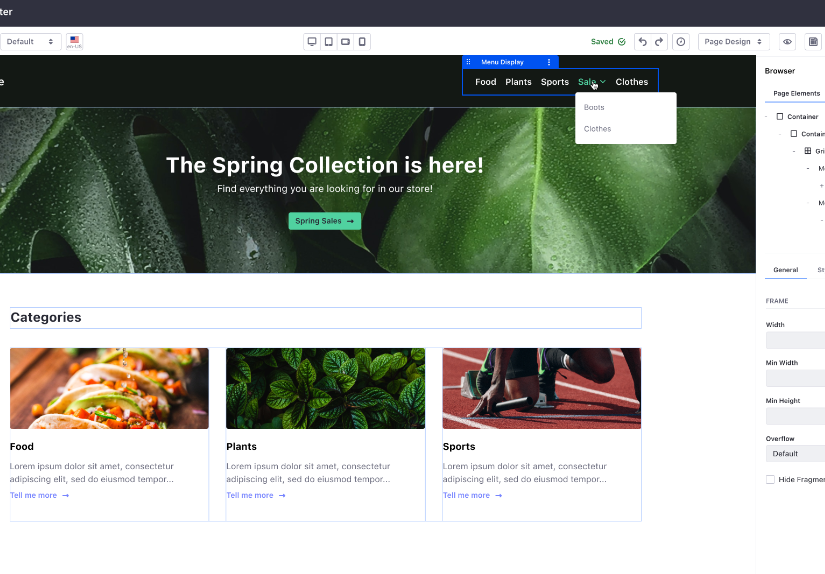 ter
Default
en-US
Saved
Page Design
Browser
Menu Display
e
Food Plants Sports Sale Clothes
Page Elements
Boots
Clothes
Container
Contain
Gri
M
M
The Spring Collection is here!
Find everything you are looking for in our store!
Spring Sales →
General St
FRAME
Categories
Width
Min Width
Min Height
Overflow
Default
Hide Fragmen
Food
Lorem ipsum dolor sit amet, consectetur
adipiscing elit, sed do eiusmod tempor...
Tell me more →
Plants
Lorem ipsum dolor sit amet, consectetur
adipiscing elit, sed do eiusmod tempor...
Tell me more →
Sports
Lorem ipsum dolor sit amet, consectetur
adipiscing elit, sed do eiusmod tempor...
Tell me more →